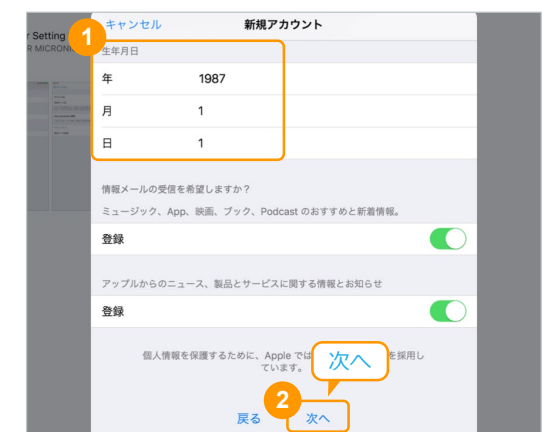 r Setting
R MICRONI
1
キャンセル 新規アカウント
生年月日
年 1987
月 1
日 1
情報メールの受信を希望しますか？
ミュージック、App、映画、ブック、Podcast のおすすめと新着情報。
登録
アップルからのニュース、製品とサービスに関する情報とお知らせ
登録
個人情報を保護するために、Apple では
を採用し
ています。
次へ
2
戻る 次へ